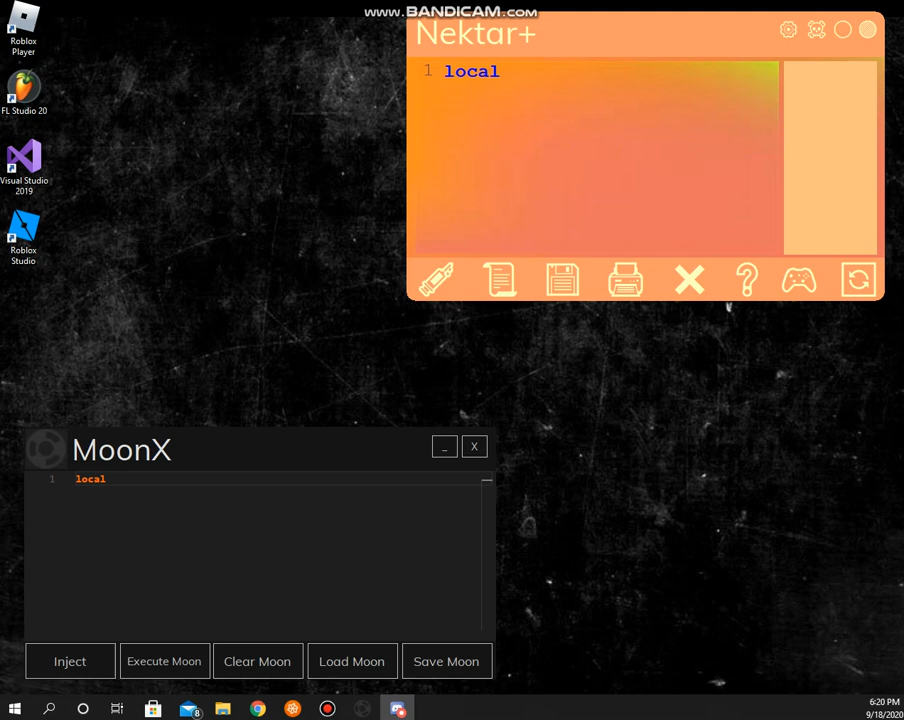 www.BANDICAM.com
Roblox
Player
FL Studio 20
Visual Studio
2019
Roblox
Studio
Nektar+
1 local
MoonX
_ X
1 local
Inject Execute Moon Clear Moon Load Moon Save Moon
8
6:20 PM
9/18/2020